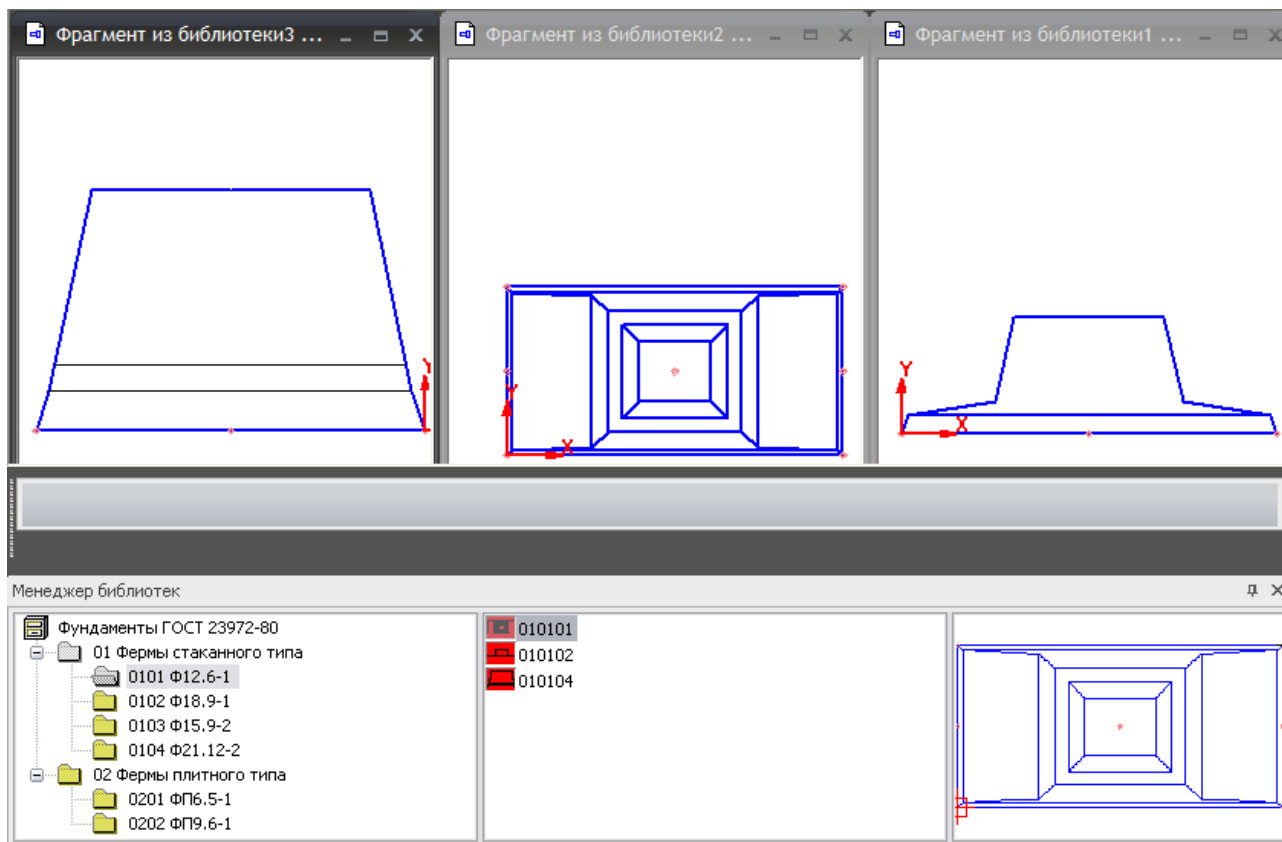 Фрагмент из библиотеки3 ...
Фрагмент из библиотеки2 ...
Фрагмент из библиотеки1 ...
Y
Y
X
Y
X
Менеджер библиотек
Фундаменты ГОСТ 23972-80
01 Фермы стаканного типа
0101 Ф12.6-1
0102 Ф18.9-1
0103 Ф15.9-2
0104 Ф21.12-2
02 Фермы плитного типа
0201 ФП6.5-1
0202 ФП9.6-1
010101
010102
010104